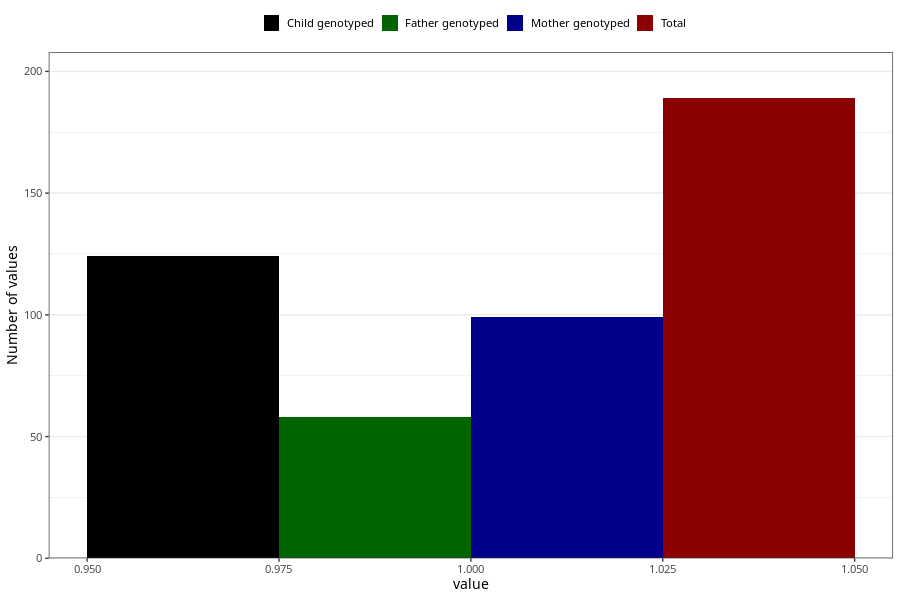 Child genotyped Father genotyped Mother genotyped Total
200
150
100
50
0
Number of values
0.950 0.975 1.000 1.025 1.050
value